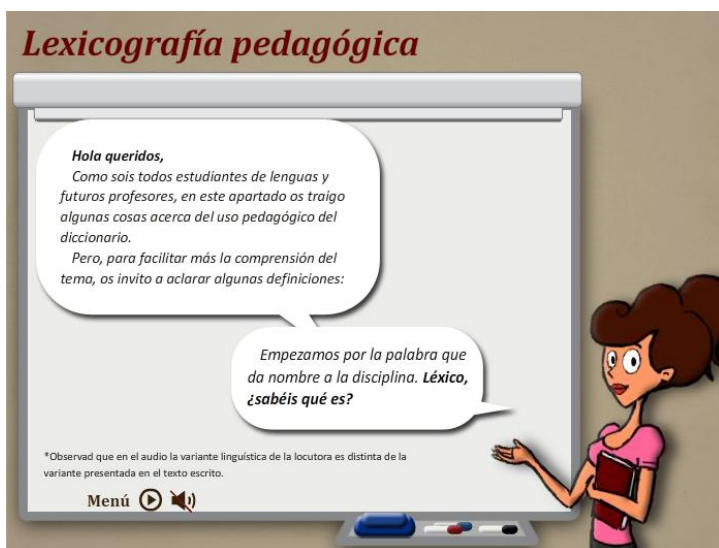 Lexicografía pedagógica
Hola queridos,
Como sois todos estudiantes de lenguas y
futuros profesores, en este apartado os traigo
algunas cosas acerca del uso pedagógico del
diccionario.
Pero, para facilitar más la comprensión del
tema, os invito a aclarar algunas definiciones:
Empezamos por la palabra que
da nombre a la disciplina. Léxico,
¿sabéis qué es?
*Observad que en el audio la variante linguística de la locutora es distinta de la
variante presentada en el texto escrito.
Menú